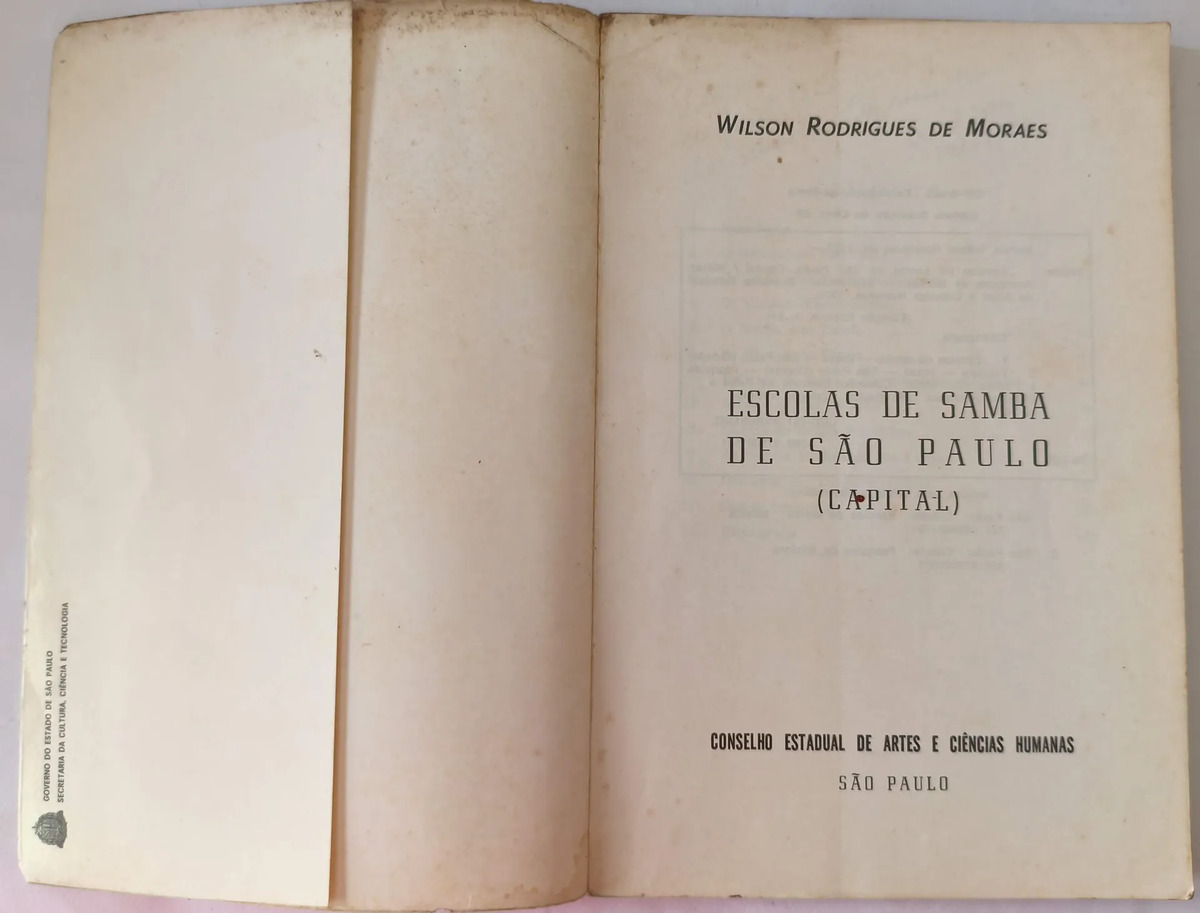 GOVERNO DO ESTADO DE SÃO PAULO
SECRETARIA DA CULTURA, CIÊNCIA E TECNOLOGIA
WILSON RODRIGUES DE MORAES
ESCOLAS DE SAMBA
DE SÃO PAULO
(CAPITAL)
CONSELHO ESTADUAL DE ARTES E CIÊNCIAS HUMANAS
SÃO PAULO